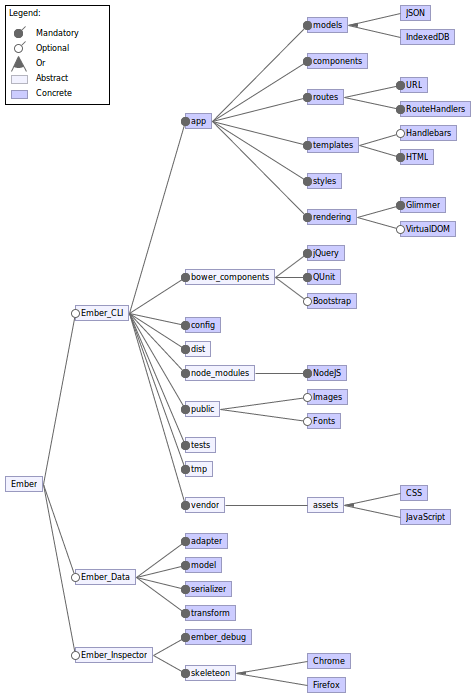 Legend:
Mandatory
Optional
Or
Abstract
Concrete
JSON
models
IndexedDB
components
URL
routes
RouteHandlers
app
Handlebars
templates
HTML
styles
Glimmer
rendering
VirtualDOM
jQuery
bower_components
QUnit
Bootstrap
Ember_CLI
config
dist
node_modules
NodeJS
Images
public
Fonts
tests
tmp
Ember
CSS
vendor
assets
JavaScript
adapter
model
Ember_Data
serializer
transform
ember_debug
Ember_Inspector
Chrome
skeleteon
Firefox